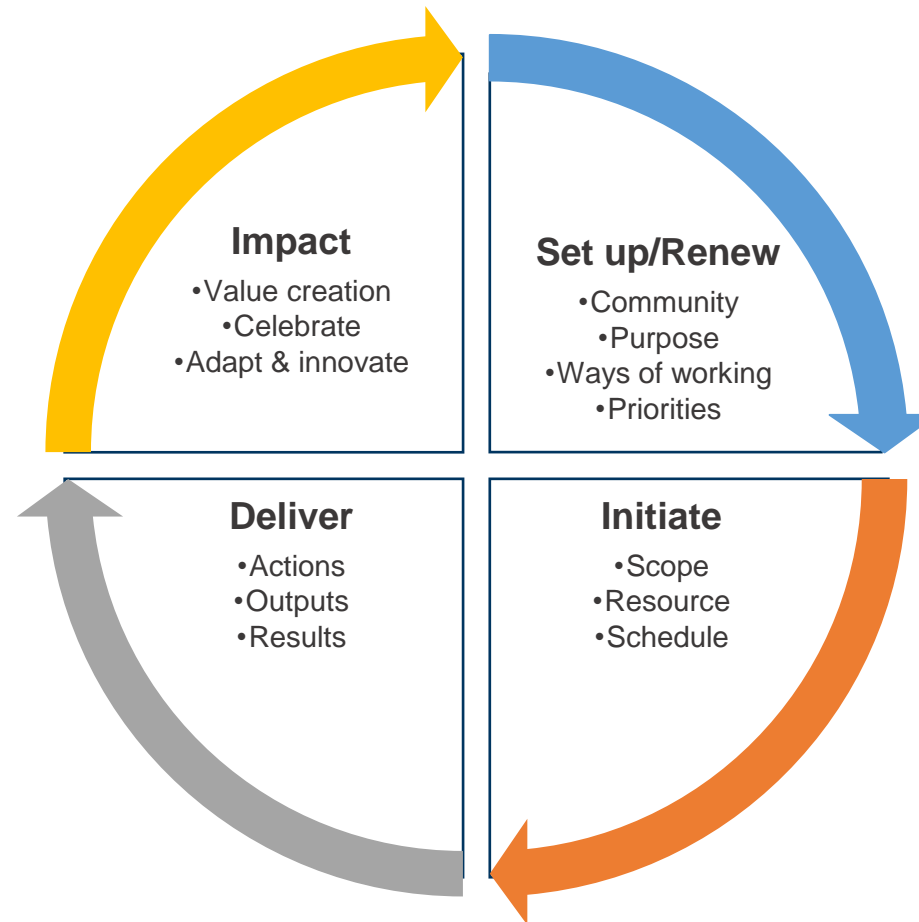 Impact
•Value creation
•Celebrate
•Adapt & innovate
Set up/Renew
•Community
•Purpose
•Ways of working
•Priorities
Deliver
•Actions
•Outputs
•Results
Initiate
•Scope
•Resource
•Schedule